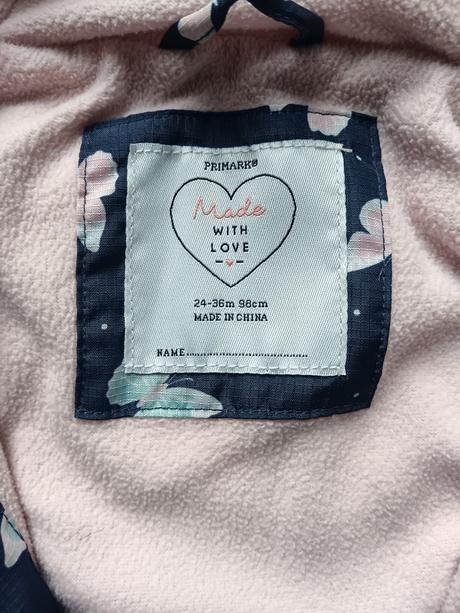 PRIMARK®
Made
WITH
LOVE
24-36m 98cm
MADE IN CHINA
NAME....................................